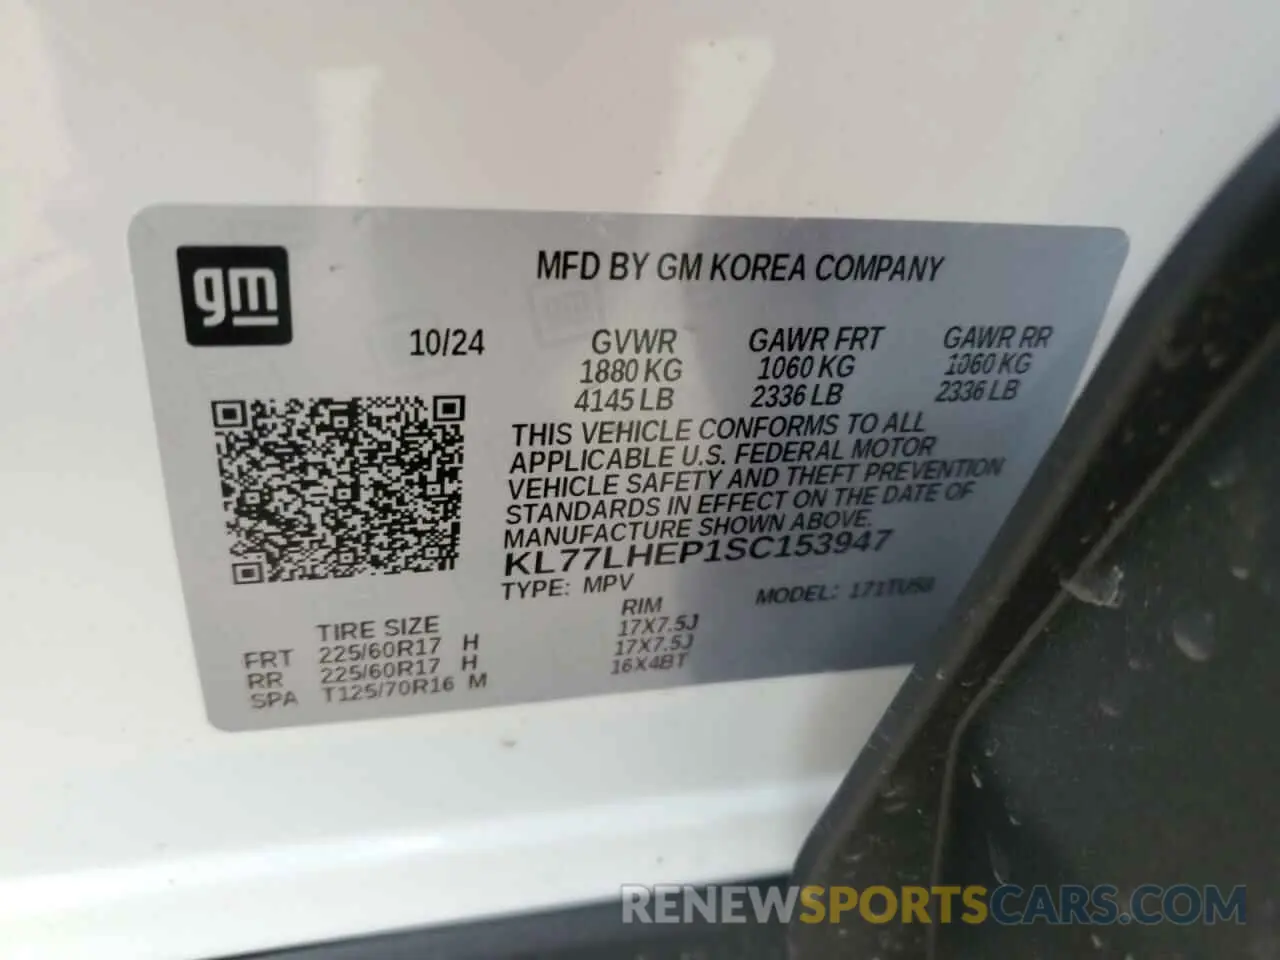 gm
MFD BY GM KOREA COMPANY
10/24
GVWR GAWR FRT GAWR RR
1880 KG 1060 KG 1060 KG
4145 LB 2336 LB 2336 LB
THIS VEHICLE CONFORMS TO ALL
APPLICABLE U.S. FEDERAL MOTOR
VEHICLE SAFETY AND THEFT PREVENTION
STANDARDS IN EFFECT ON THE DATE OF
MANUFACTURE SHOWN ABOVE.
KL77LHEP1SC153947
TYPE: MPV MODEL:
TIRE SIZE RIM
FRT 225/60R17 H 17X7.5J
RR 225/60R17 H 17X7.5J
SPA T125/70R16 M 16X4BT
RENEWSPORTSCARS.COM